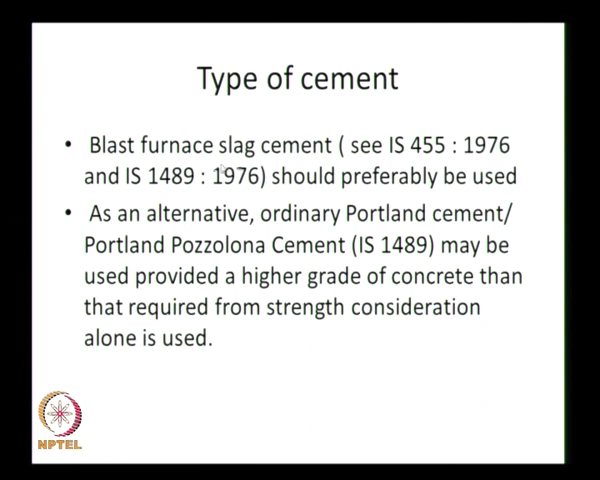 Type of cement
• Blast furnace slag cement ( see IS 455 : 1976
and IS 1489 : 1976) should preferably be used
• As an alternative, ordinary Portland cement/
Portland Pozzolona Cement (IS 1489) may be
used provided a higher grade of concrete than
that required from strength consideration
alone is used.
NPTEL